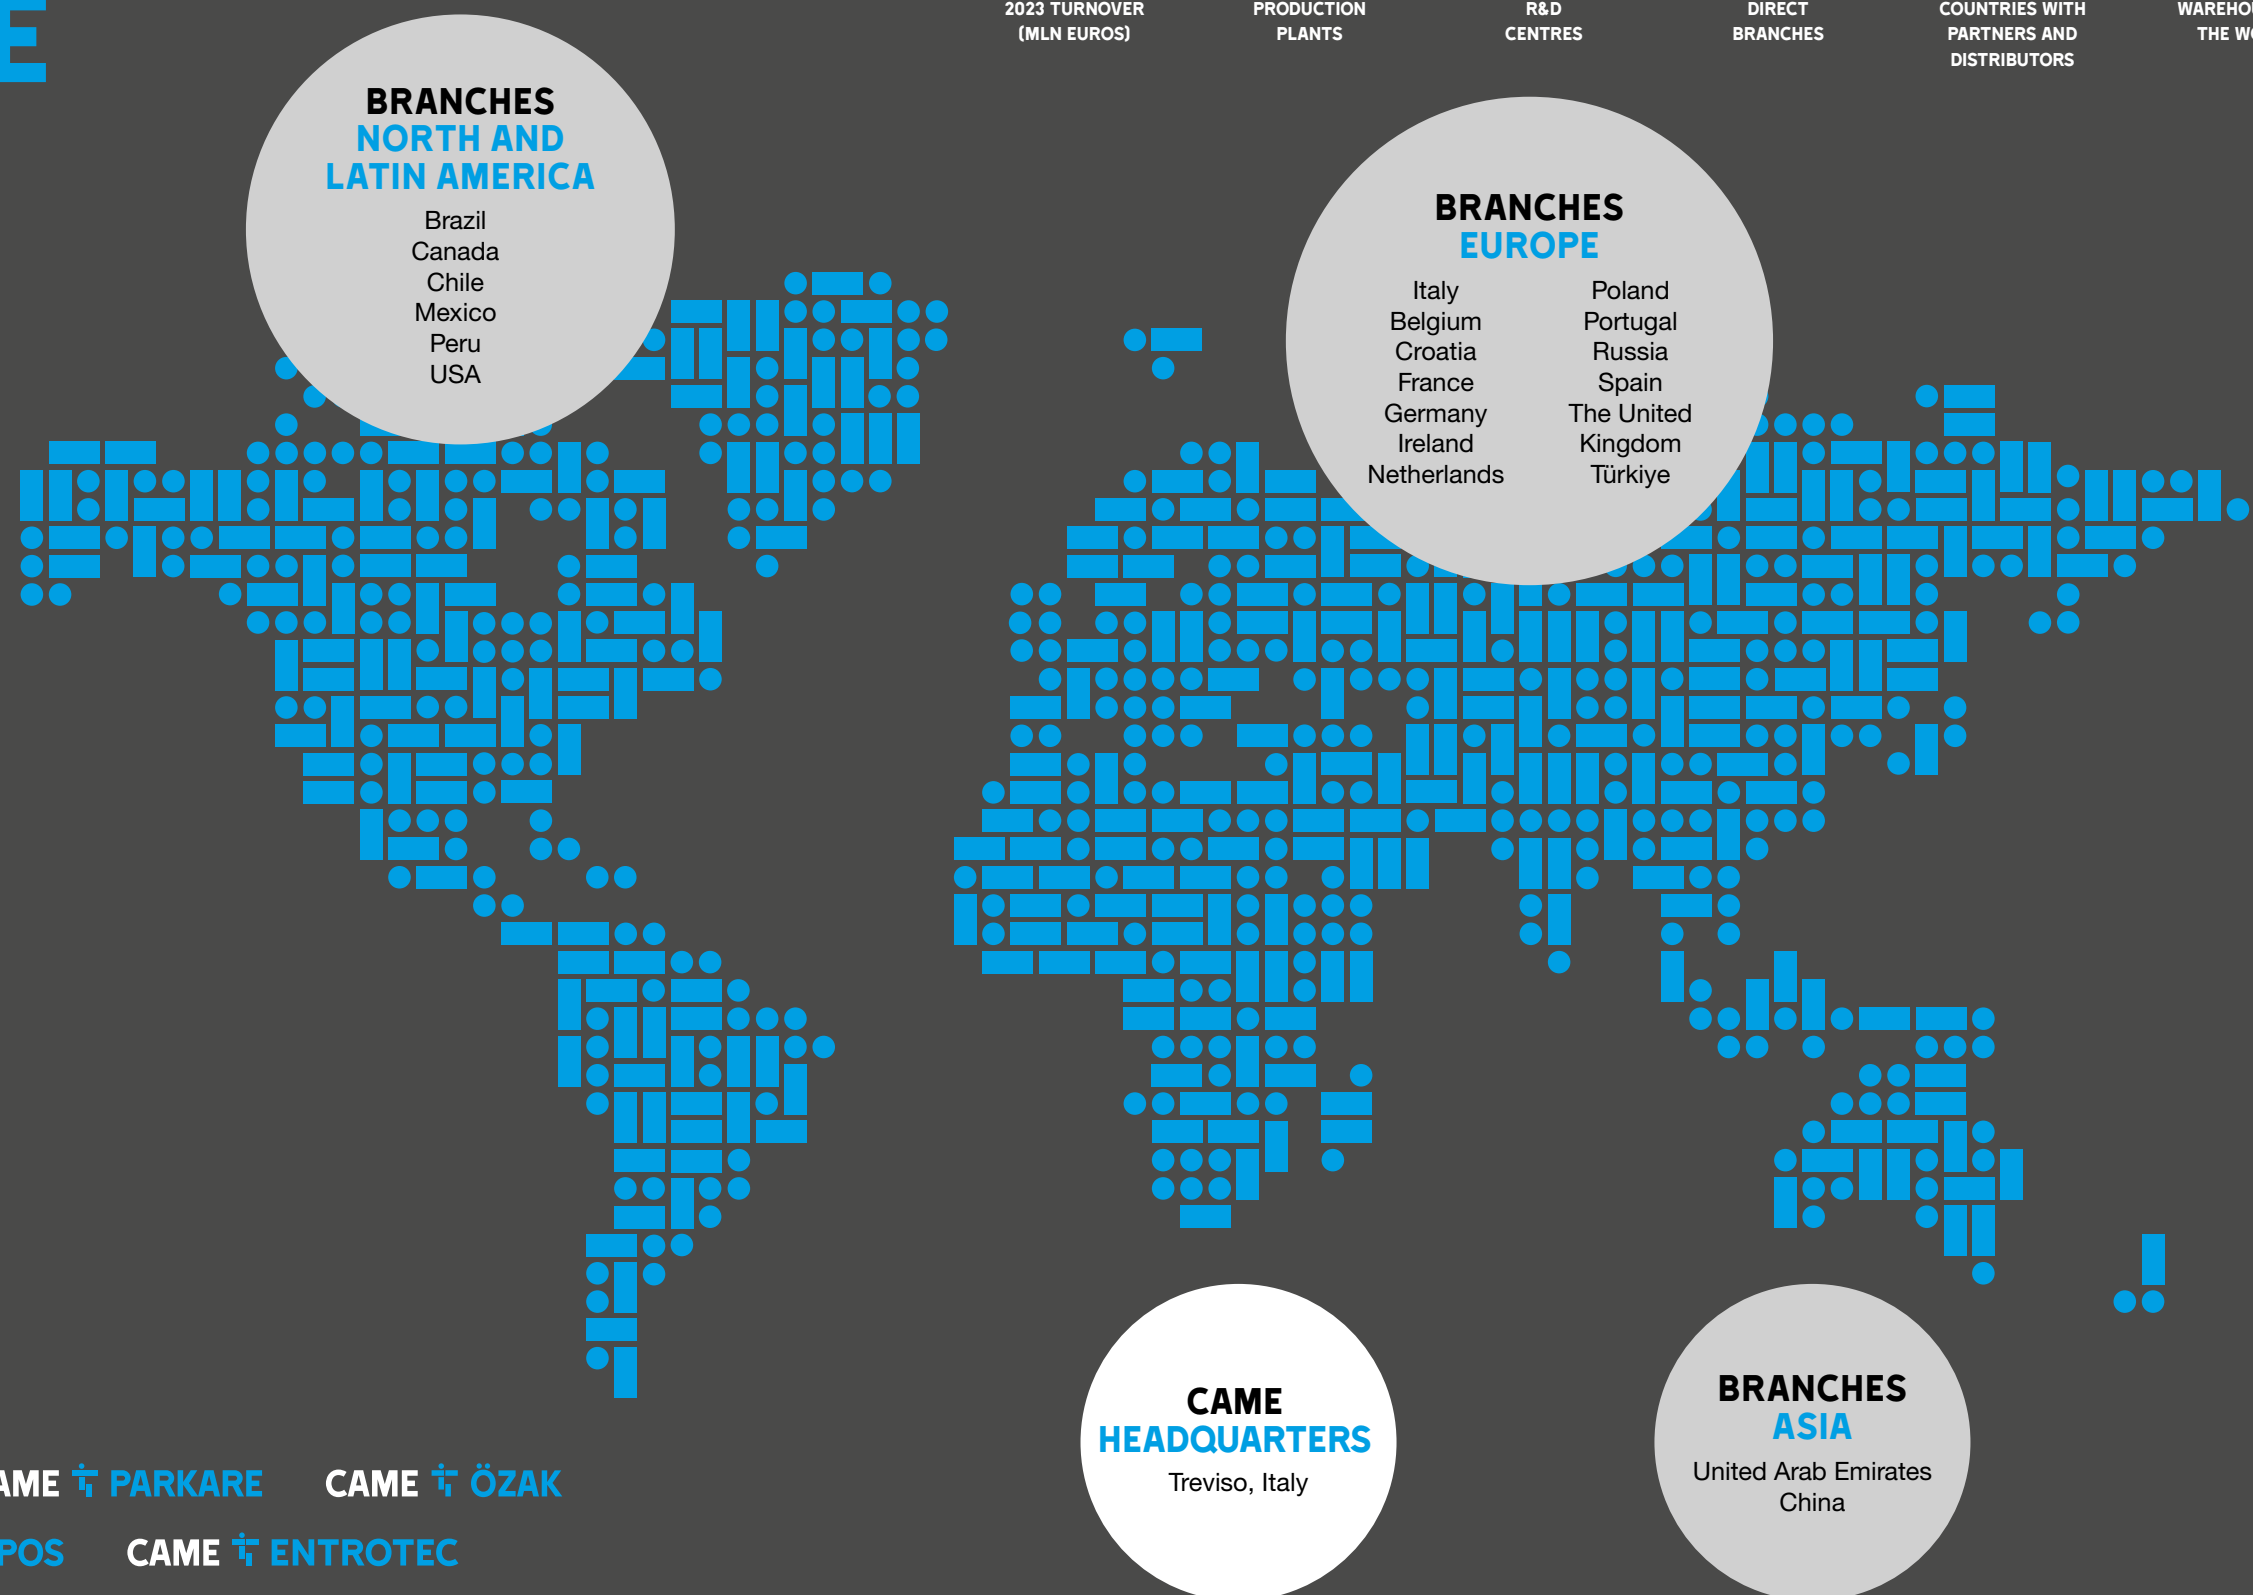 E
2023 TURNOVER
(MLN EUROS)
PRODUCTION
PLANTS
R&D
CENTRES
DIRECT
BRANCHES
COUNTRIES WITH
PARTNERS AND
DISTRIBUTORS
THE
BRANCHES
NORTH AND
LATIN AMERICA
Brazil
Canada
Chile
Mexico
Peru
USA
BRANCHES
EUROPE
Italy
Belgium
Croatia
France
Germany
Ireland
Netherlands
Poland
Portugal
Russia
Spain
The United
Kingdom
Türkiye
CAME
HEADQUARTERS
Treviso, Italy
BRANCHES
ASIA
United Arab Emirates
China
AME PARKARE
CAME ÖZAK
POS
CAME ENTROTEC